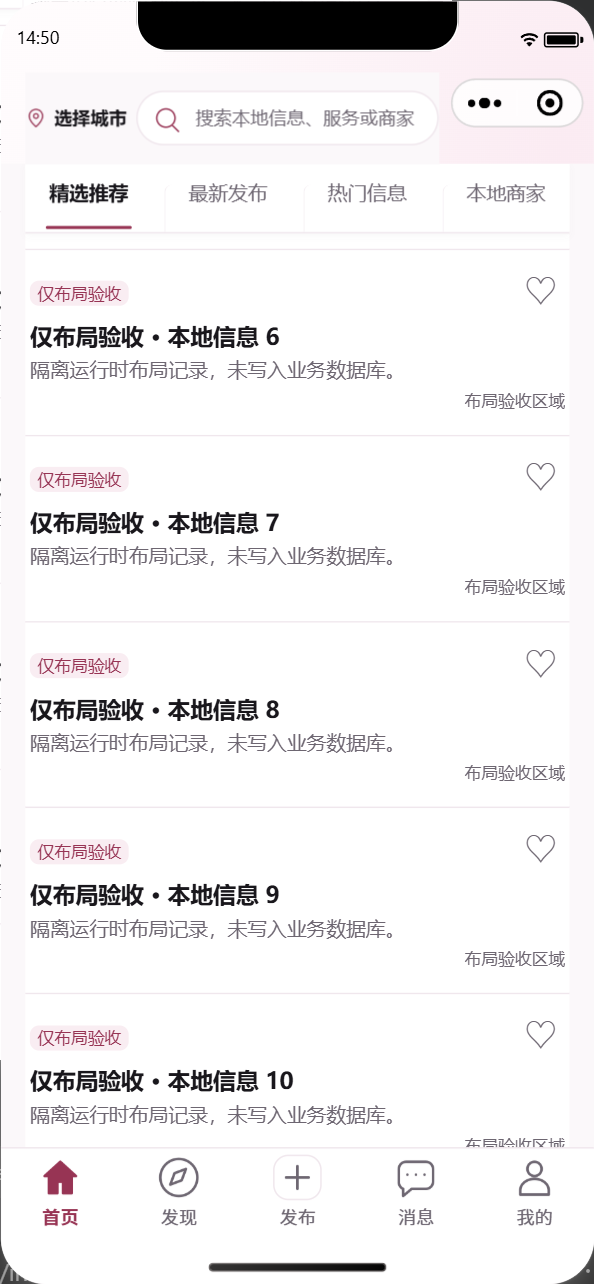 14:50
选择城市 搜索本地信息、服务或商家
精选推荐 最新发布 热门信息 本地商家
仅布局验收
仅布局验收·本地信息 6
隔离运行时布局记录，未写入业务数据库。
布局验收区域
仅布局验收
仅布局验收·本地信息 7
隔离运行时布局记录，未写入业务数据库。
布局验收区域
仅布局验收
仅布局验收·本地信息 8
隔离运行时布局记录，未写入业务数据库。
布局验收区域
仅布局验收
仅布局验收·本地信息 9
隔离运行时布局记录，未写入业务数据库。
布局验收区域
仅布局验收
仅布局验收·本地信息 10
隔离运行时布局记录，未写入业务数据库。
布局验收区域
首页 发现 发布 消息 我的